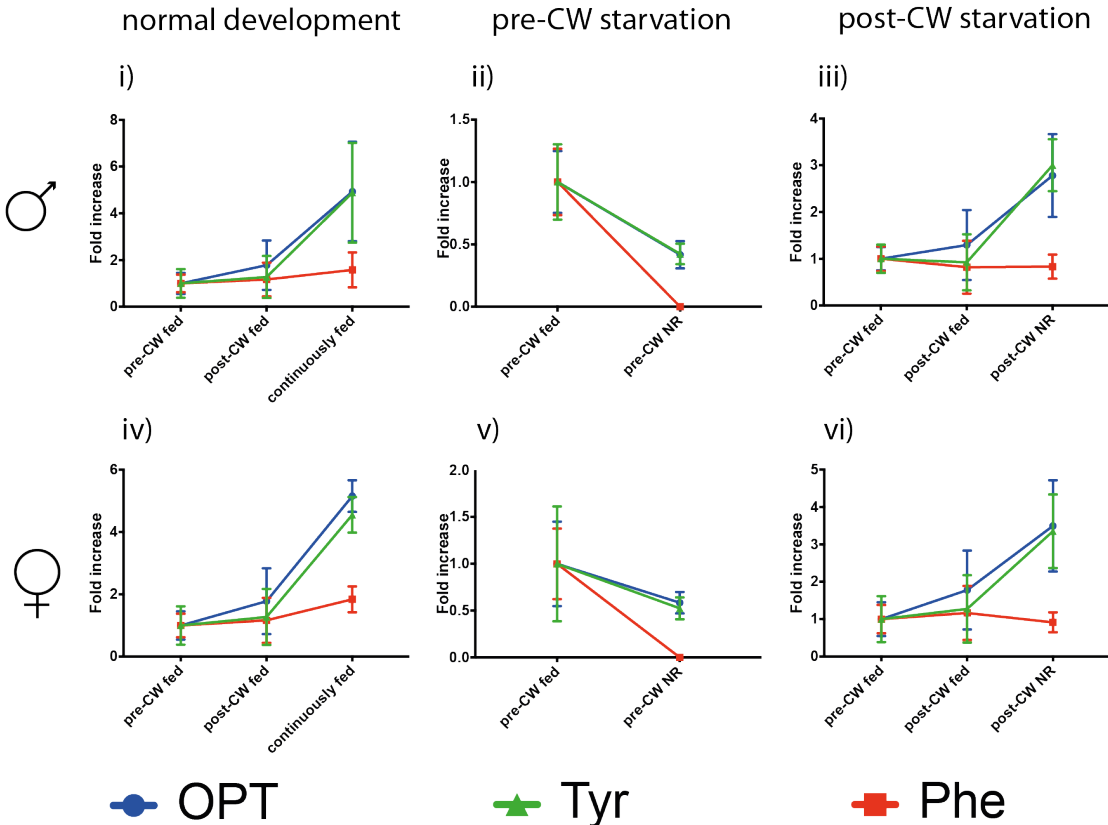 normal development pre-CW starvation post-CW starvation
i) ii) iii)
Fold increase
8
6
4
2
0
pre-CW fed
post-CW fed
continuously fed
Fold increase
1.5
1.0
0.5
0.0
pre-CW fed
pre-CW NR
Fold increase
4
3
2
1
0
pre-CW fed
post-CW fed
post-CW NR
iv) v) vi)
Fold increase
6
4
2
0
pre-CW fed
post-CW fed
continuously fed
Fold increase
2.0
1.5
1.0
0.5
0.0
pre-CW fed
pre-CW NR
Fold increase
5
4
3
2
1
0
pre-CW fed
post-CW fed
post-CW NR
OPT Tyr Phe